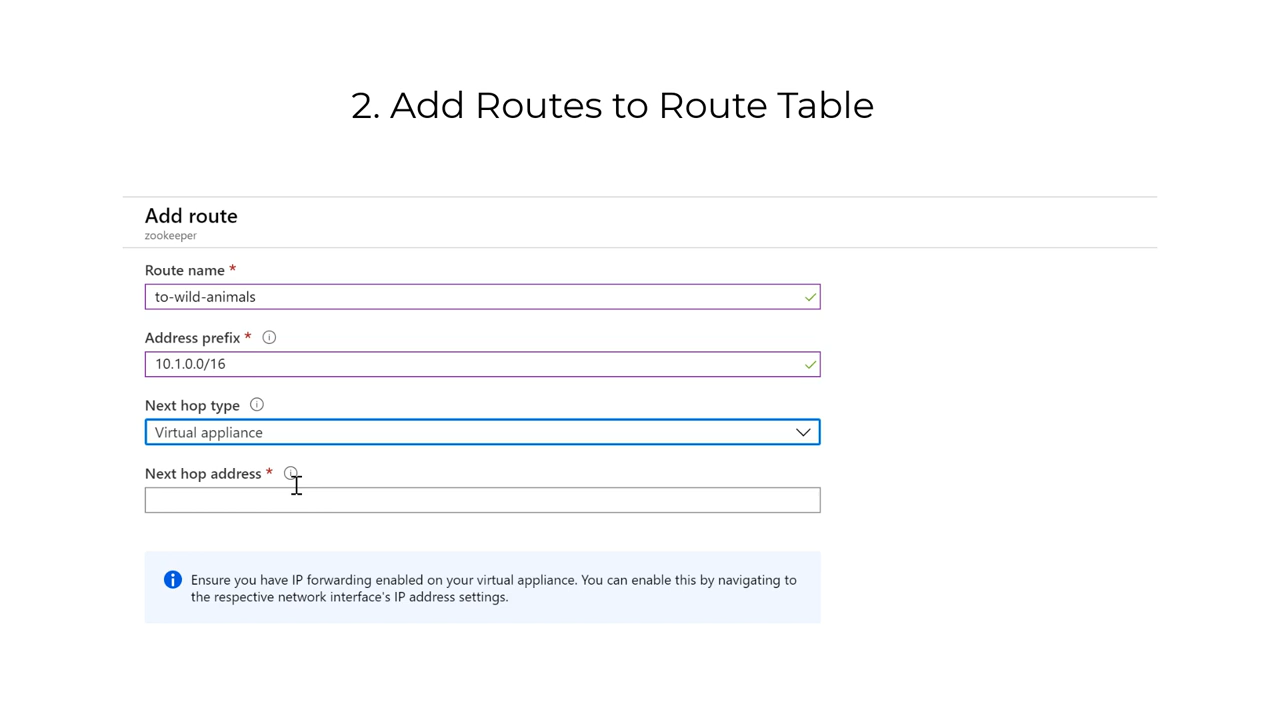 2. Add Routes to Route Table
Add route
zookeeper
Route name *
to-wild-animals
Address prefix *
10.1.0.0/16
Next hop type
Virtual appliance
Next hop address *
Ensure you have IP forwarding enabled on your virtual appliance. You can enable this by navigating to
the respective network interface's IP address settings.